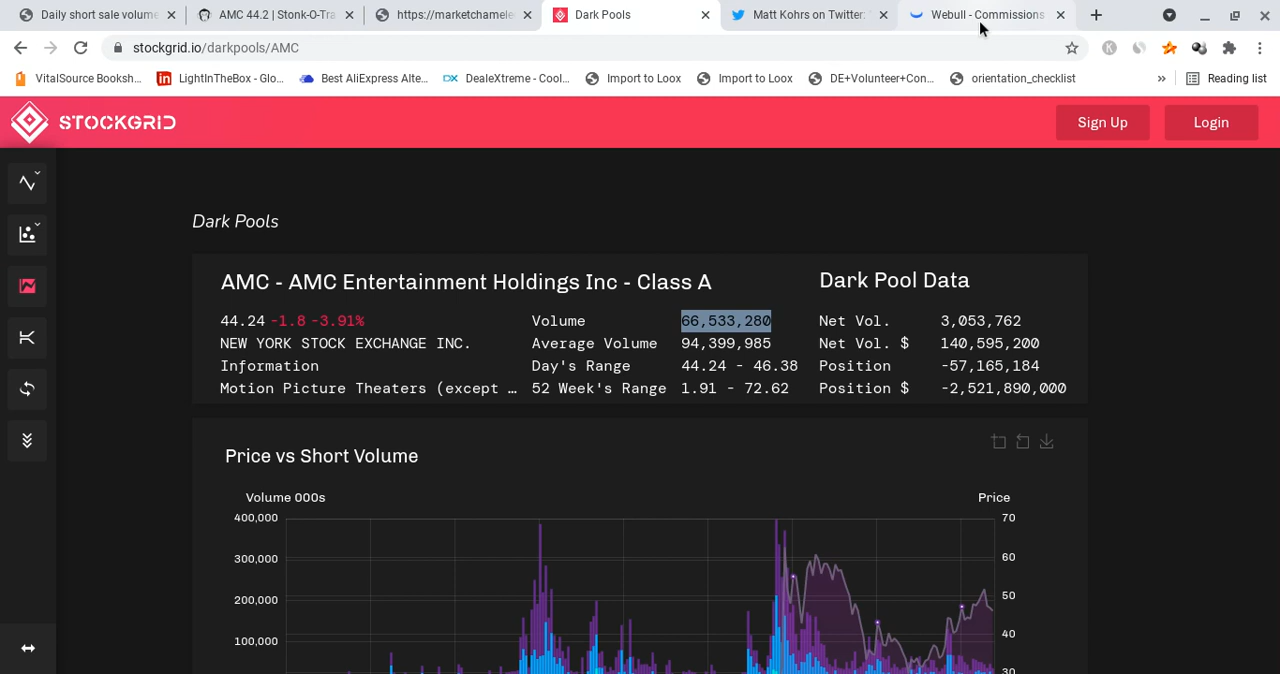 Daily short sale volume
AMC 44.2 | Stonk-O-Tra
https://marketchamele
Dark Pools
Matt Kohrs on Twitter:
Webull - Commissions
stockgrid.io/darkpools/AMC
VitalSource Booksh...
LightInTheBox - Glo...
Best AliExpress Alte...
DX DealeXtreme - Cool...
Import to Loox
Import to Loox
DE+Volunteer+Con...
orientation_checklist
»
Reading list
STOCKGRID
Sign Up
Login
Dark Pools
AMC - AMC Entertainment Holdings Inc - Class A
Dark Pool Data
44.24 -1.8 -3.91% Volume 66,533,280 Net Vol. 3,053,762
NEW YORK STOCK EXCHANGE INC. Average Volume 94,399,985 Net Vol. $ 140,595,200
Information Day's Range 44.24 - 46.38 Position -57,165,184
Motion Picture Theaters (except … 52 Week's Range 1.91 - 72.62 Position $ -2,521,890,000
Price vs Short Volume
Volume 000s
Price
400,000 70
300,000 60
200,000 50
100,000 40
30